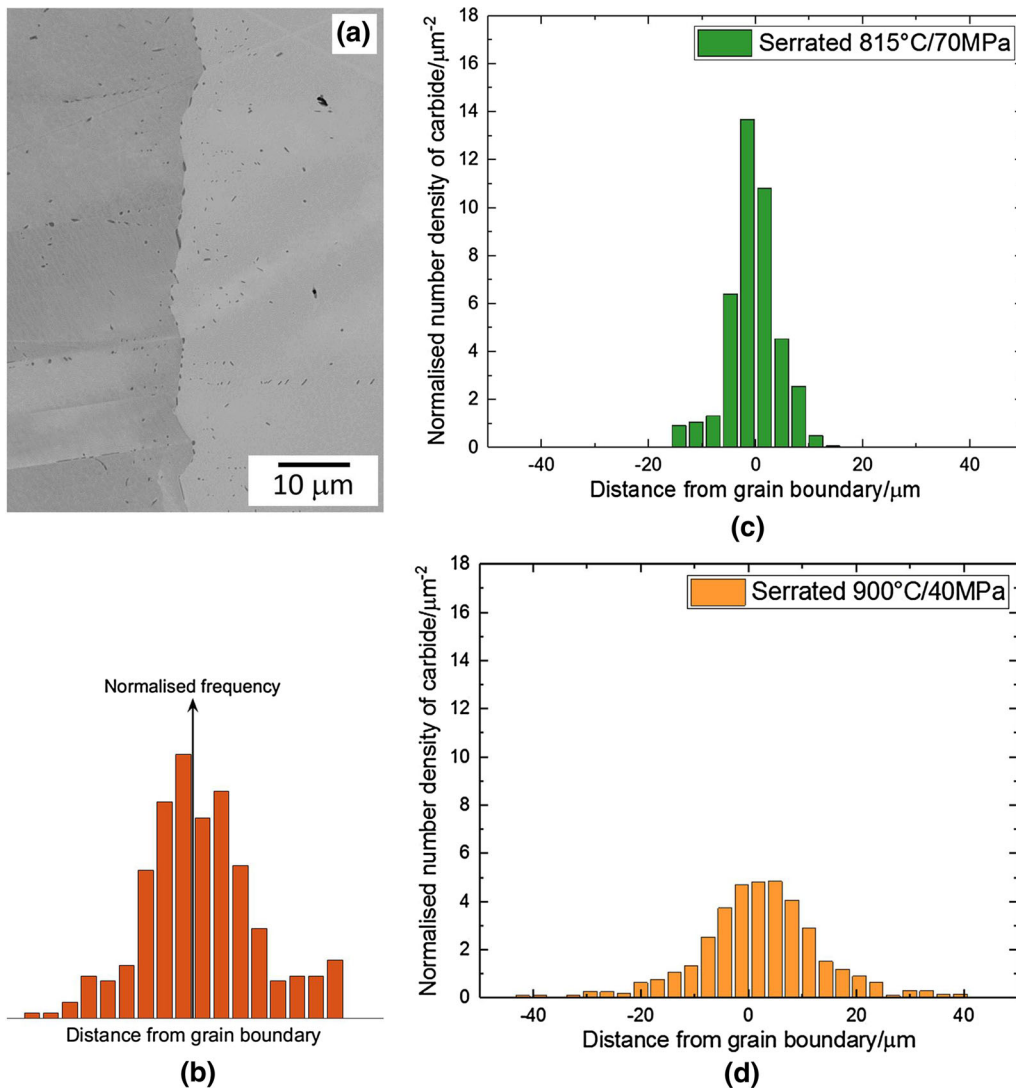 (a)
10 μm
Normalised frequency
Distance from grain boundary
(b)
Normalised number density of carbide/μm-2
18
16
14
12
10
8
6
4
2
0
Serrated 815°C/70MPa
-40 -20 0 20 40
Distance from grain boundary/μm
(c)
Normalised number density of carbide/μm-2
18
16
14
12
10
8
6
4
2
0
Serrated 900°C/40MPa
-40 -20 0 20 40
Distance from grain boundary/μm
(d)